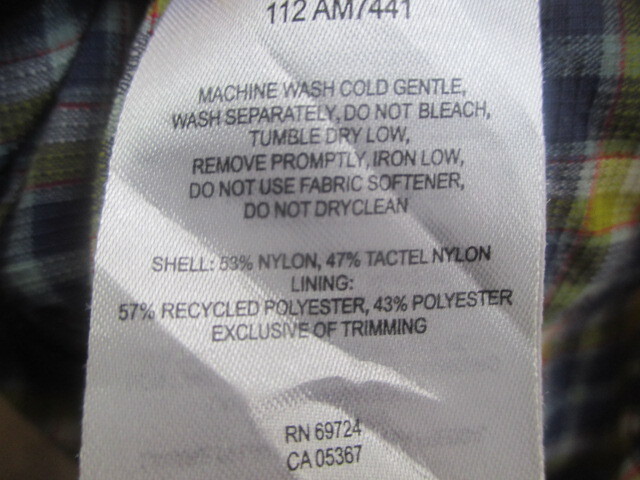 112 AM7441
MACHINE WASH COLD GENTLE,
WASH SEPARATELY, DO NOT BLEACH,
TUMBLE DRY LOW,
REMOVE PROMPTLY, IRON LOW,
DO NOT USE FABRIC SOFTENER,
DO NOT DRYCLEAN
SHELL: 53% NYLON, 47% TACTEL NYLON
LINING:
57% RECYCLED POLYESTER, 43% POLYESTER
EXCLUSIVE OF TRIMMING
RN 69724
CA 05367